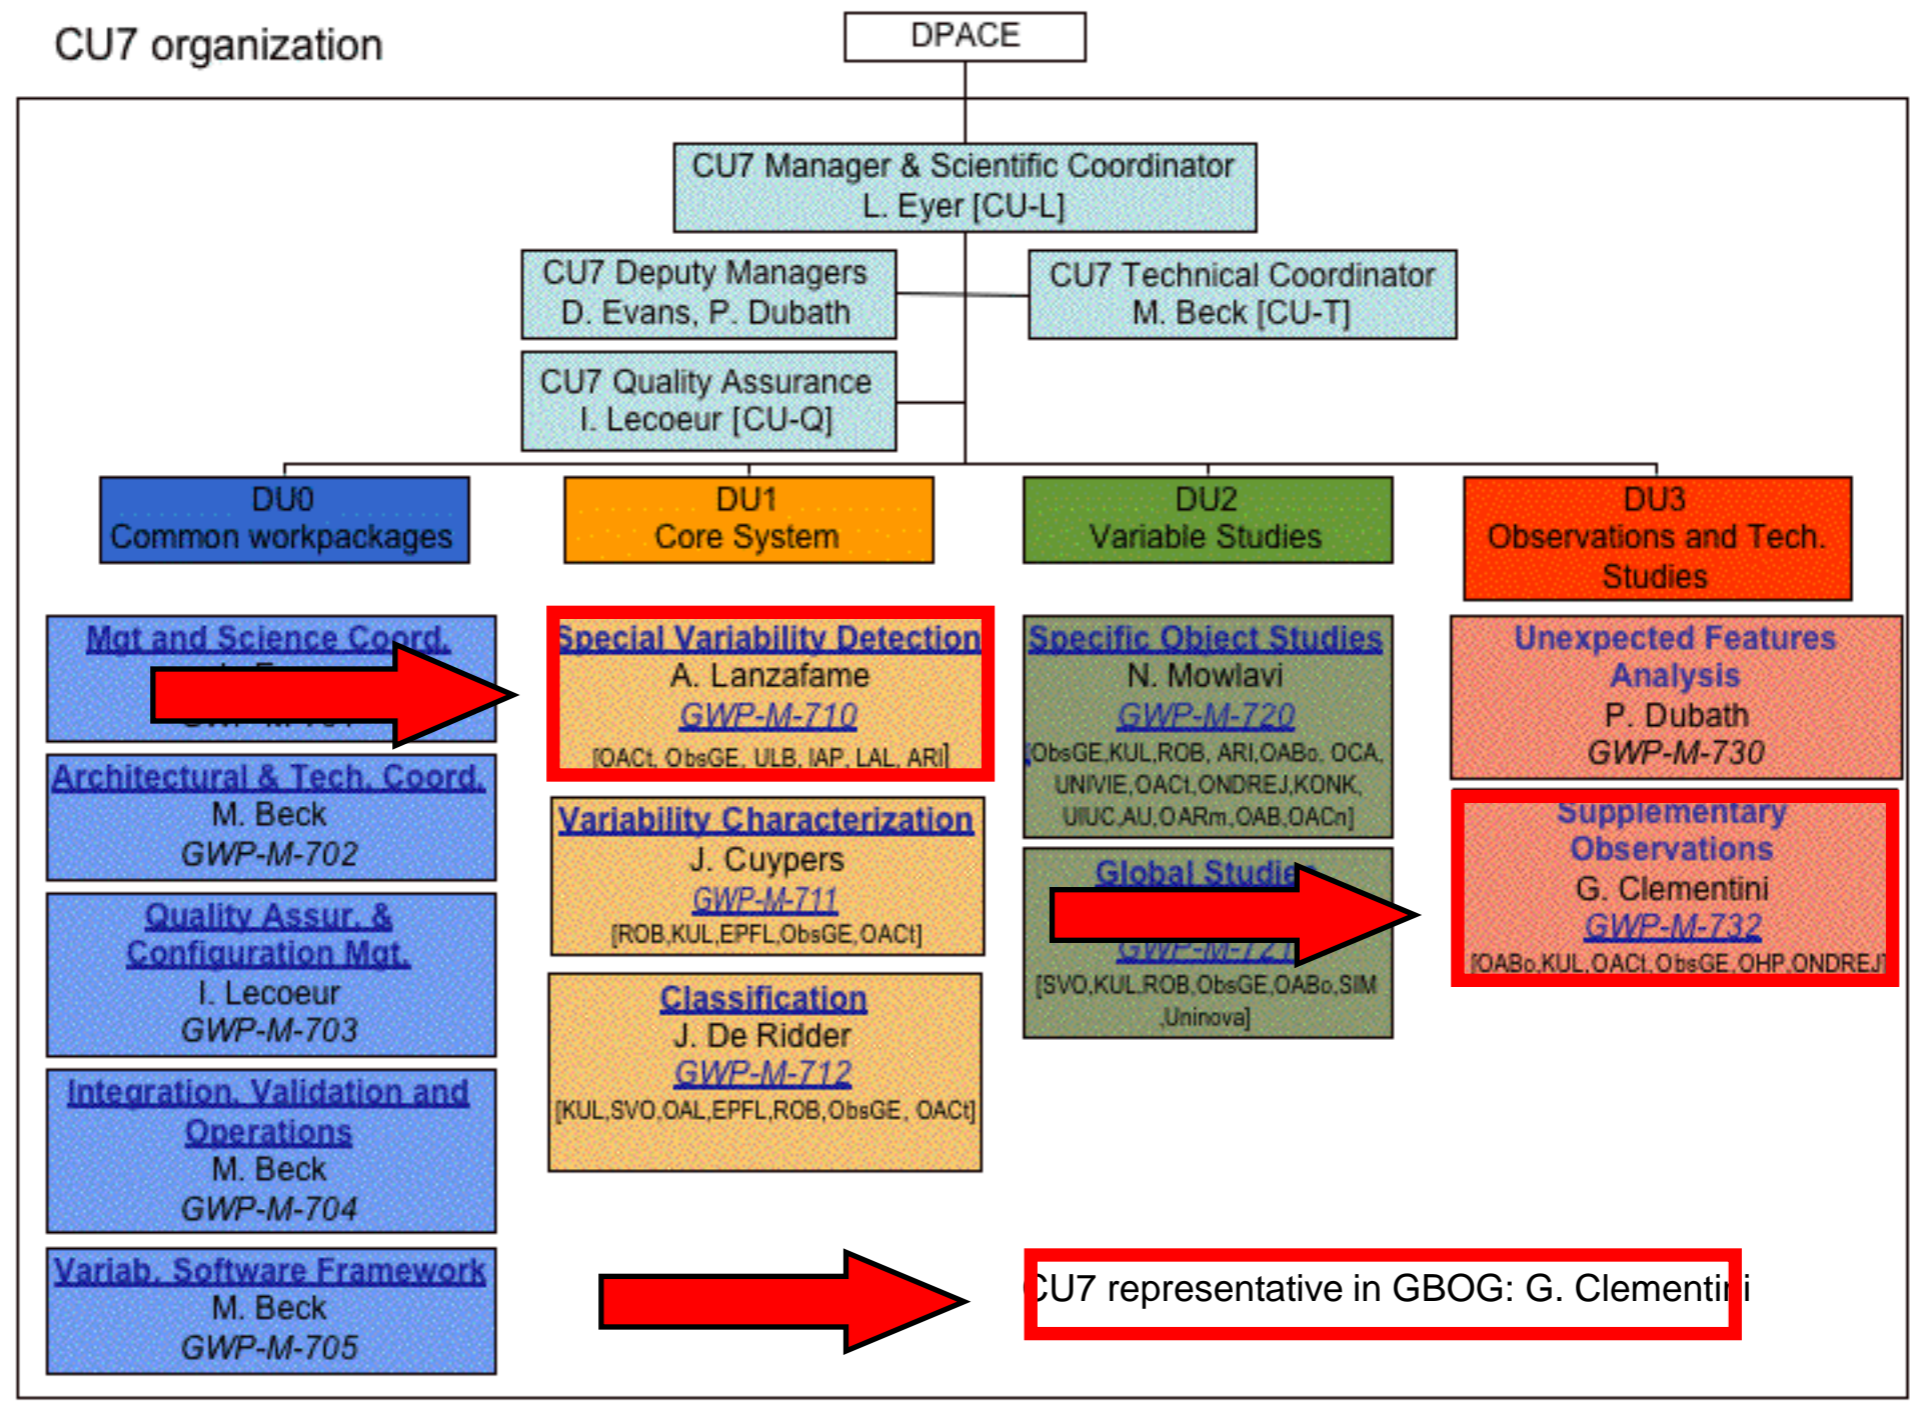 CU7 organization
DPACE
CU7 Manager & Scientific Coordinator
L. Eyer [CU-L]
CU7 Deputy Managers
D. Evans, P. Dubath
CU7 Technical Coordinator
M. Beck [CU-T]
CU7 Quality Assurance
I. Lecoeur [CU-Q]
DU0
Common workpackages
Mgt and Science Coord.
Architectural & Tech. Coord.
M. Beck
GWP-M-702
Quality Assur. &
Configuration Mgt.
I. Lecoeur
GWP-M-703
Integration, Validation and
Operations
M. Beck
GWP-M-704
Variab. Software Framework
M. Beck
GWP-M-705
DU1
Core System
Special Variability Detection
A. Lanzafame
GWP-M-710
[OACt, ObsGE, ULB, IAP, LAL, ARI]
Variability Characterization
J. Cuypers
GWP-M-711
[ROB,KUL,EPFL,ObsGE,OACt]
Classification
J. De Ridder
GWP-M-712
[KUL,SVO,OAL,EPFL,ROB,ObsGE, OACt]
DU2
Variable Studies
Specific Object Studies
N. Mowlavi
GWP-M-720
[ObsGE,KUL,ROB, ARI,OABo, OCA,
UNIVIE,OACt,ONDREJ,KONK,
UIUC,AU,OARm,OAB,OACn]
Global Studies
GWP-M-721
[SVO,KUL,ROB,ObsGE,OABo,SIM
,Uninova]
DU3
Observations and Tech.
Studies
Unexpected Features
Analysis
P. Dubath
GWP-M-730
Supplementary
Observations
G. Clementini
GWP-M-732
[OABo,KUL,OACt,ObsGE,OHP,ONDREJ]
CU7 representative in GBOG: G. Clementini